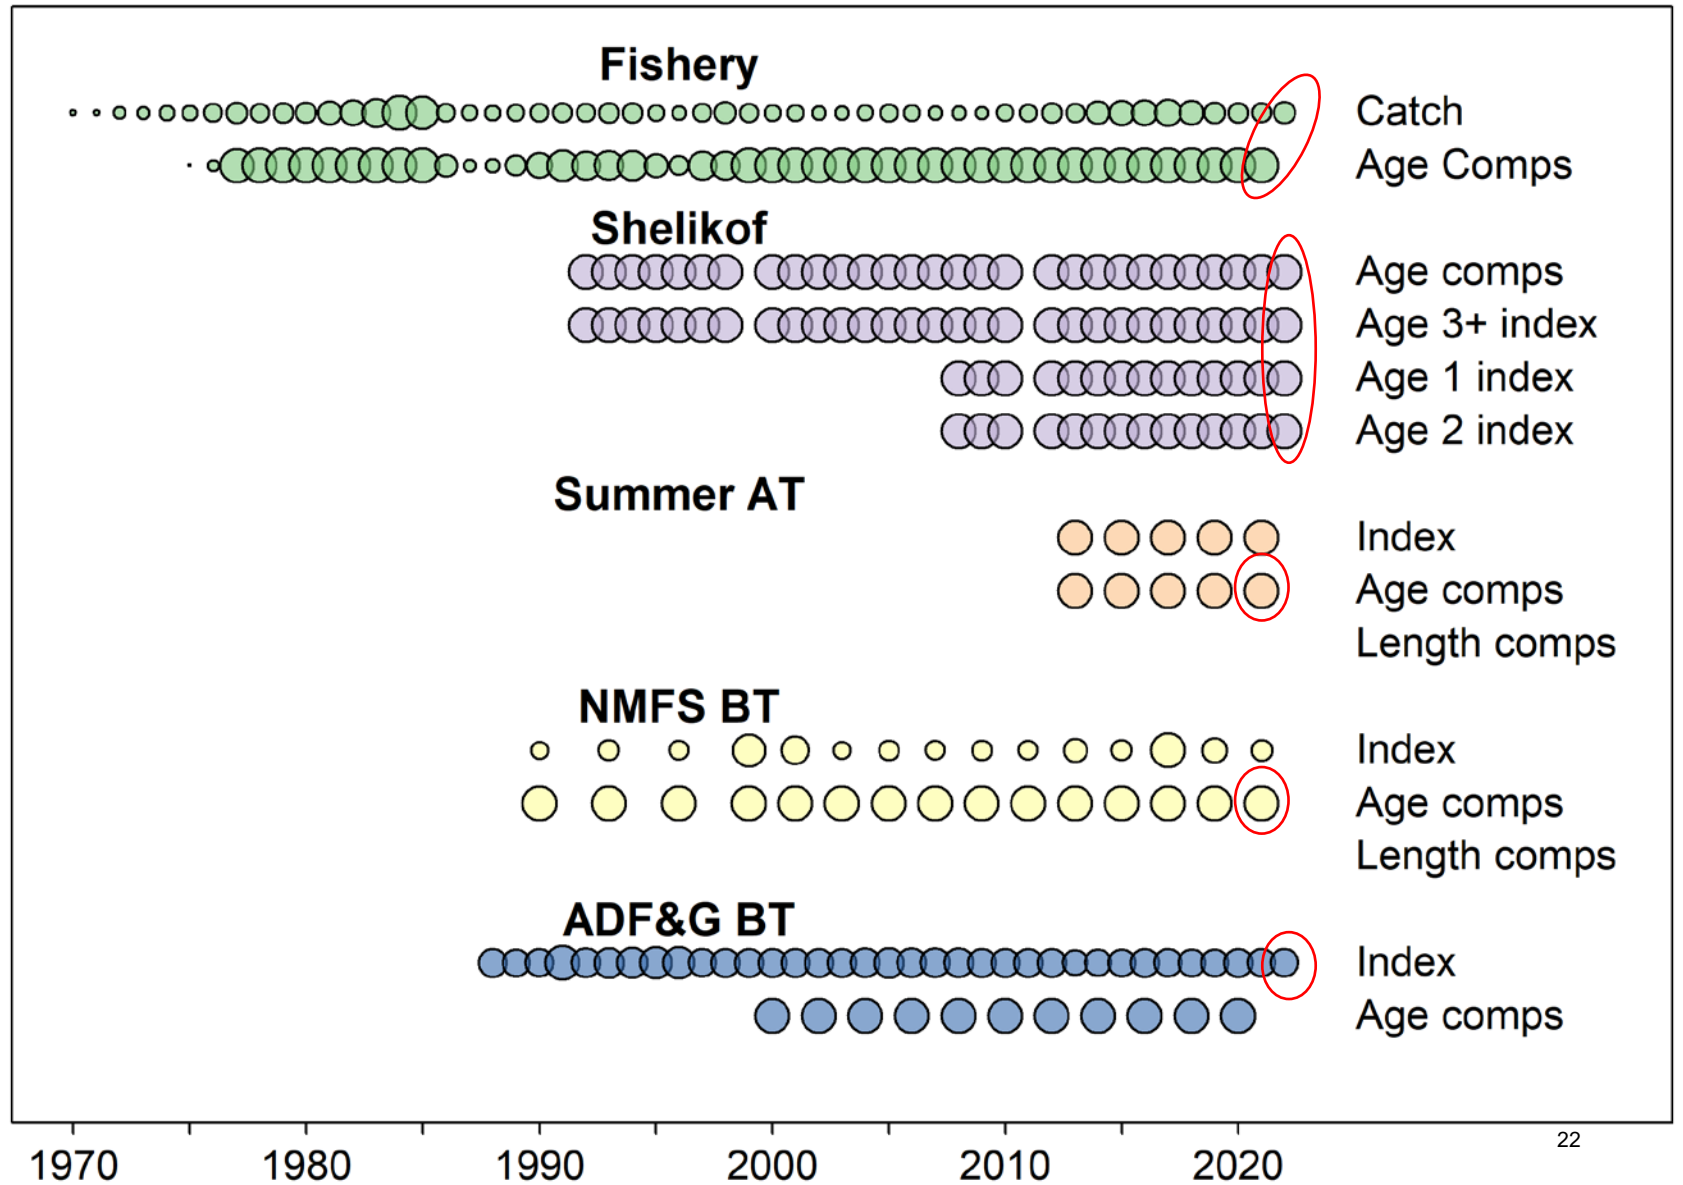 Fishery
Catch
Age Comps
Shelikof
Age comps
Age 3+ index
Age 1 index
Age 2 index
Summer AT
Index
Age comps
Length comps
NMFS BT
Index
Age comps
Length comps
ADF&G BT
Index
Age comps
22
1970 1980 1990 2000 2010 2020